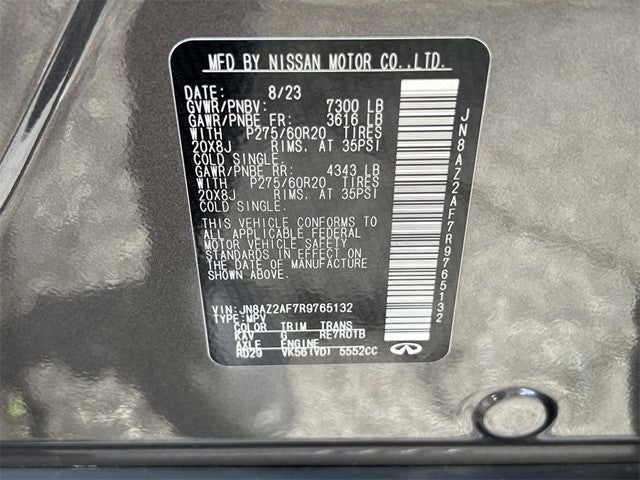 MFD BY NISSAN MOTOR CO.,LTD.
DATE: 8/23
GVWR/PNBV: 7300 LB
GAWR/PNBE FR: 3616 LB
WITH P275/60R20 TIRES
20X8J RIMS. AT 35PSI
COLD SINGLE.
GAWR/PNBE RR: 4343 LB
WITH P275/60R20 TIRES
20X8J RIMS. AT 35PSI
COLD SINGLE.
THIS VEHICLE CONFORMS TO
ALL APPLICABLE FEDERAL
MOTOR VEHICLE SAFETY
STANDARDS IN EFFECT ON
THE DATE OF MANUFACTURE
SHOWN ABOVE.
VIN:JN8AZ2AF7R9765132
TYPE:MPV
COLOR TRIM TRANS
KAV G RE7R01B
AXLE ENGINE
RD29 VK56(VD) 5552CC
JN8AZ2AF7R9765132